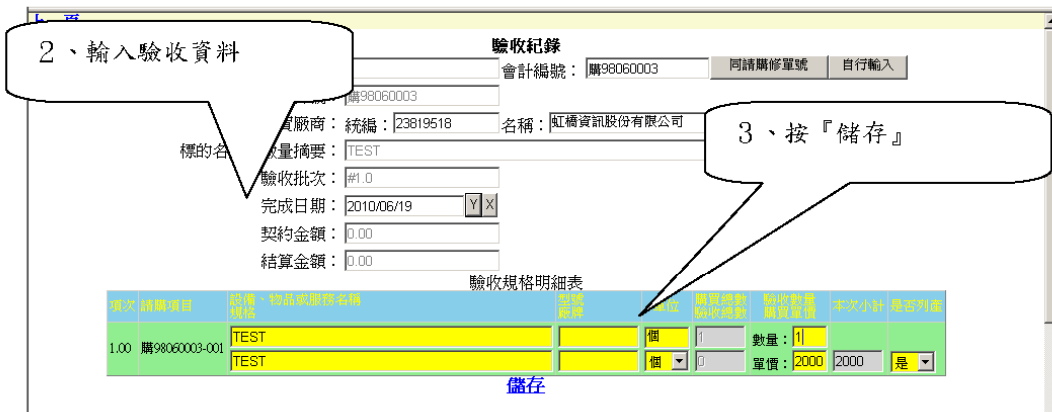 2、輸入驗收資料
驗收紀錄
會計編號： 購98060003 同請購修單號 自行輸入
購98060003
廠商： 統編： 23819518 名稱： 虹橋資訊股份有限公司
3、按『儲存』
標的名 數量摘要： TEST
驗收批次： #1.0
完成日期： 2010/06/19 Y X
契約金額： 0.00
結算金額： 0.00
驗收規格明細表
項次 請購項目 設備、物品或服務名稱 型號 單位 購買總數 驗收數量 本次小計 是否列產
規格 廠牌 驗收總數 購買單價
1.00 購98060003-001 TEST 個 1 數量： 1
TEST 個 0 單價： 2000 2000 是
儲存